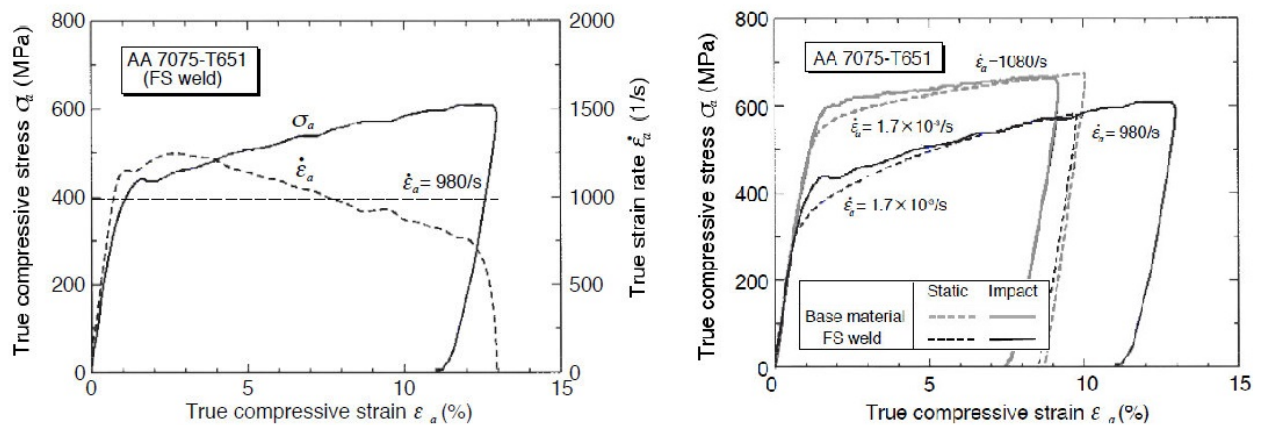 800
2000
AA 7075-T651
(FS weld)
600
1500
σa
ε̇a
ε̇a = 980/s
400
1000
200
500
0
0
0
5
10
15
True compressive stress σa (MPa)
True strain rate ε̇a (1/s)
True compressive strain εa (%)
800
AA 7075-T651
ε̇a–1080/s
600
ε̇a = 1.7×10-3/s
ε̇a = 980/s
400
ε̇a = 1.7×10-3/s
200
Static Impact
Base material
FS weld
0
0
5
10
15
True compressive stress σa (MPa)
True compressive strain εa (%)